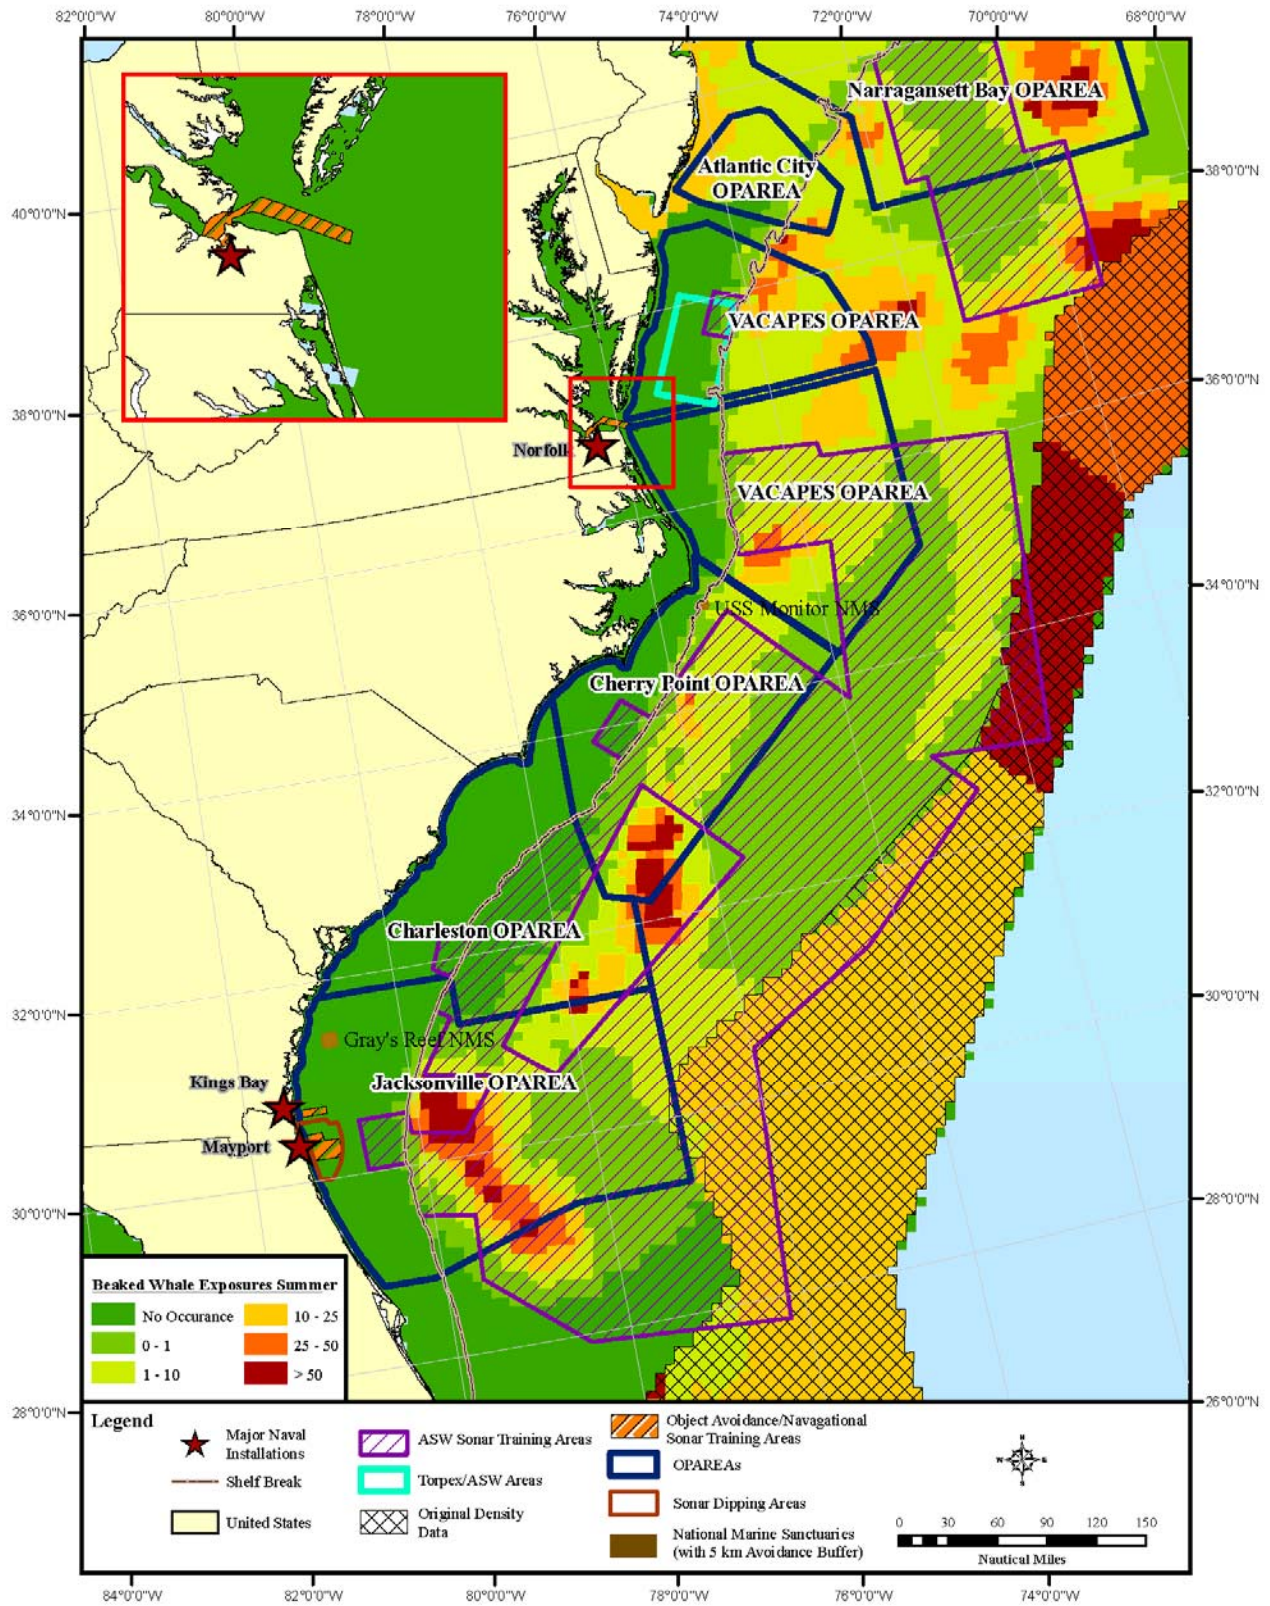 82°0'0"W 80°0'0"W 78°0'0"W 76°0'0"W 74°0'0"W 72°0'0"W 70°0'0"W 68°0'0"W
Narragansett Bay OPAREA
Atlantic City
OPAREA
38°0'0"N
40°0'0"N
VACAPES OPAREA
36°0'0"N
38°0'0"N
Norfolk
VACAPES OPAREA
34°0'0"N
USS Monitor NMS
36°0'0"N
Cherry Point OPAREA
32°0'0"N
34°0'0"N
Charleston OPAREA
30°0'0"N
32°0'0"N
Gray's Reef NMS
Kings Bay
Jacksonville OPAREA
Mayport
28°0'0"N
30°0'0"N
Beaked Whale Exposures Summer
No Occurance 10 - 25
0 - 1 25 - 50
1 - 10 > 50
26°0'0"N
28°0'0"N
Legend
Major Naval
Installations
Shelf Break
United States
ASW Sonar Training Areas
Torpex/ASW Areas
Original Density
Data
Object Avoidance/Navagational
Sonar Training Areas
OPAREAs
Sonar Dipping Areas
National Marine Sanctuaries
(with 5 km Avoidance Buffer)
N
W E
S
0 30 60 90 120 150
Nautical Miles
84°0'0"W 82°0'0"W 80°0'0"W 78°0'0"W 76°0'0"W 74°0'0"W